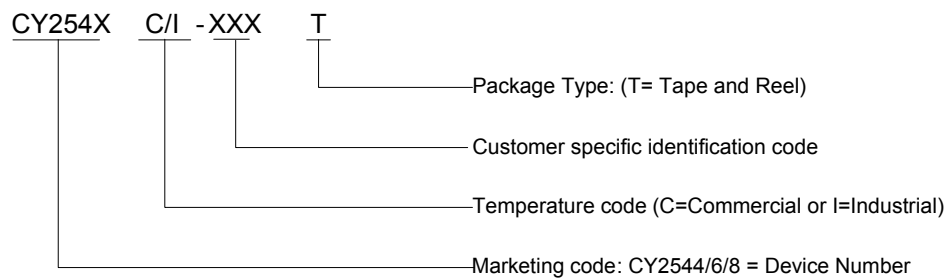 CY254X C/I - XXX T
Package Type: (T= Tape and Reel)
Customer specific identification code
Temperature code (C=Commercial or I=Industrial)
Marketing code: CY2544/6/8 = Device Number